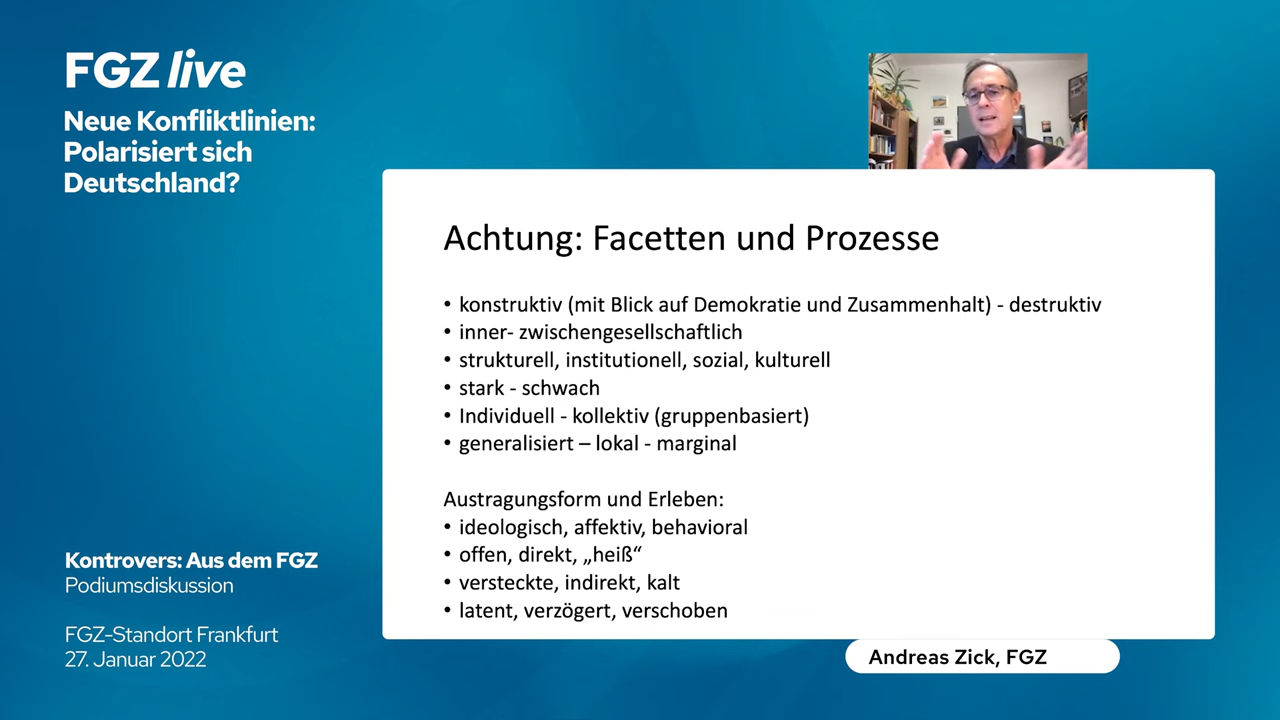 FGZ live
Neue Konfliktlinien:
Polarisiert sich
Deutschland?
Achtung: Facetten und Prozesse
• konstruktiv (mit Blick auf Demokratie und Zusammenhalt) - destruktiv
• inner- zwischengesellschaftlich
• strukturell, institutionell, sozial, kulturell
• stark - schwach
• Individuell - kollektiv (gruppenbasiert)
• generalisiert – lokal - marginal
Austragungsform und Erleben:
• ideologisch, affektiv, behavioral
• offen, direkt, „heiß“
• versteckte, indirekt, kalt
• latent, verzögert, verschoben
Kontrovers: Aus dem FGZ
Podiumsdiskussion
FGZ-Standort Frankfurt
27. Januar 2022
Andreas Zick, FGZ